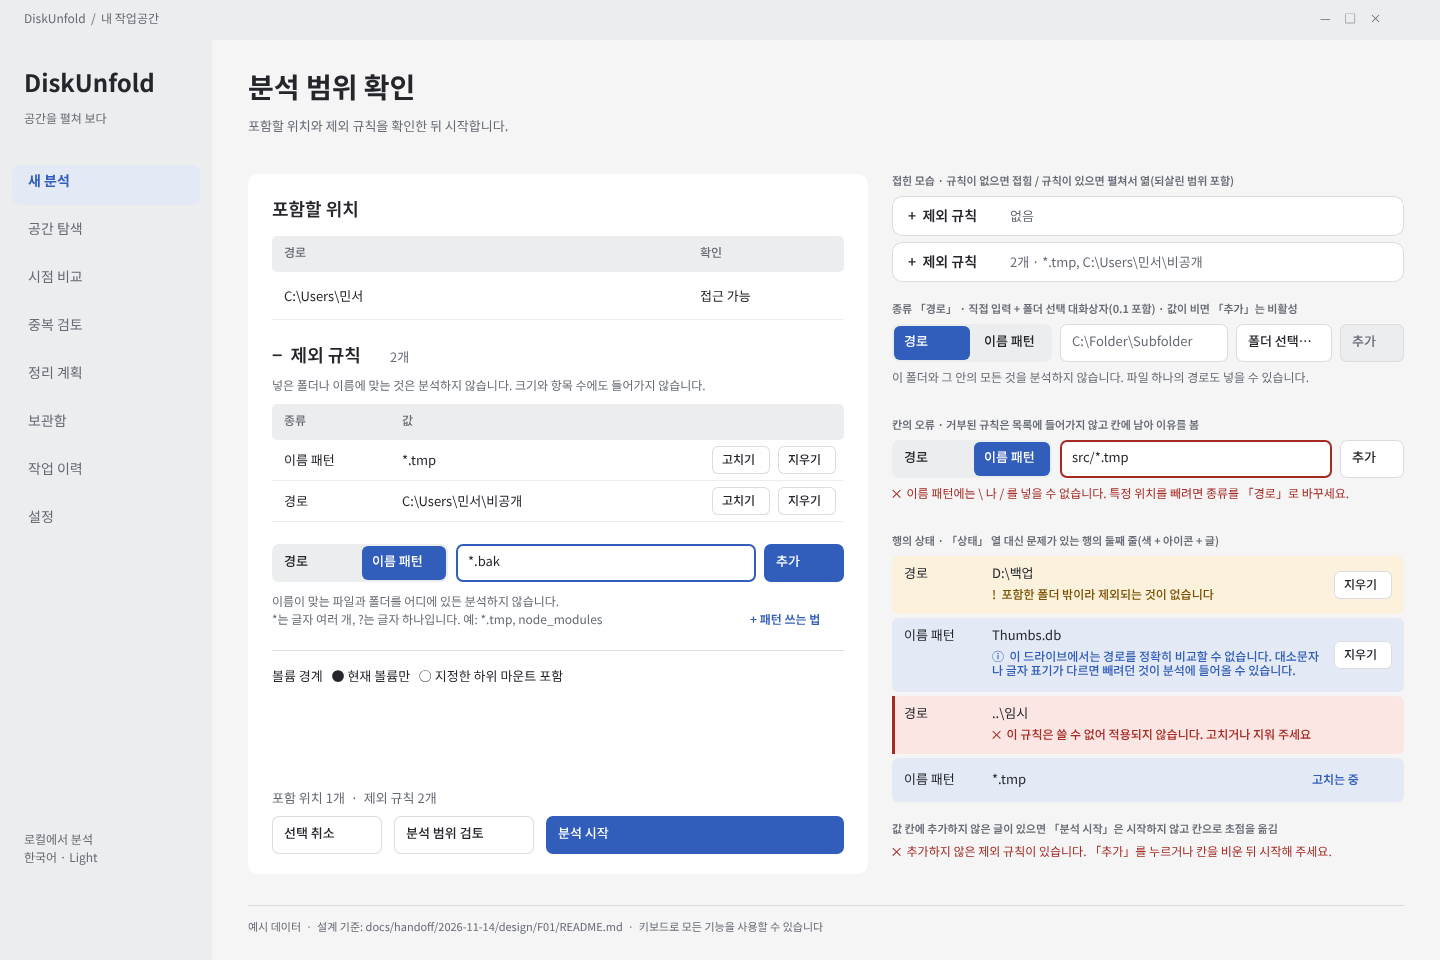 DiskUnfold / 내 작업공간
DiskUnfold
공간을 펼쳐 보다
새 분석
공간 탐색
시점 비교
중복 검토
정리 계획
보관함
작업 이력
설정
로컬에서 분석
한국어 · Light
분석 범위 확인
포함할 위치와 제외 규칙을 확인한 뒤 시작합니다.
포함할 위치
경로 확인
C:\Users\민서 접근 가능
− 제외 규칙 2개
넣은 폴더나 이름에 맞는 것은 분석하지 않습니다. 크기와 항목 수에도 들어가지 않습니다.
종류 값
이름 패턴 *.tmp 고치기 지우기
경로 C:\Users\민서\비공개 고치기 지우기
경로 이름 패턴 *.bak 추가
이름이 맞는 파일과 폴더를 어디에 있든 분석하지 않습니다.
*는 글자 여러 개, ?는 글자 하나입니다. 예: *.tmp, node_modules + 패턴 쓰는 법
볼륨 경계 ● 현재 볼륨만 ○ 지정한 하위 마운트 포함
포함 위치 1개 · 제외 규칙 2개
선택 취소 분석 범위 검토 분석 시작
접힌 모습 · 규칙이 없으면 접힘 / 규칙이 있으면 펼쳐서 엶(되살린 범위 포함)
+ 제외 규칙 없음
+ 제외 규칙 2개 · *.tmp, C:\Users\민서\비공개
종류 「경로」 · 직접 입력 + 폴더 선택 대화상자(0.1 포함) · 값이 비면 「추가」는 비활성
경로 이름 패턴 C:\Folder\Subfolder 폴더 선택… 추가
이 폴더와 그 안의 모든 것을 분석하지 않습니다. 파일 하나의 경로도 넣을 수 있습니다.
칸의 오류 · 거부된 규칙은 목록에 들어가지 않고 칸에 남아 이유를 봄
경로 이름 패턴 src/*.tmp 추가
× 이름 패턴에는 \ 나 / 를 넣을 수 없습니다. 특정 위치를 빼려면 종류를 「경로」로 바꾸세요.
행의 상태 · 「상태」 열 대신 문제가 있는 행의 둘째 줄(색 + 아이콘 + 글)
경로 D:\백업 지우기
! 포함한 폴더 밖이라 제외되는 것이 없습니다
이름 패턴 Thumbs.db 지우기
ⓘ 이 드라이브에서는 경로를 정확히 비교할 수 없습니다. 대소문자
나 글자 표기가 다르면 빼려던 것이 분석에 들어올 수 있습니다.
경로 ..\임시
× 이 규칙은 쓸 수 없어 적용되지 않습니다. 고치거나 지워 주세요
이름 패턴 *.tmp 고치는 중
값 칸에 추가하지 않은 글이 있으면 「분석 시작」은 시작하지 않고 칸으로 초점을 옮김
× 추가하지 않은 제외 규칙이 있습니다. 「추가」를 누르거나 칸을 비운 뒤 시작해 주세요.
예시 데이터 · 설계 기준: docs/handoff/2026-11-14/design/F01/README.md · 키보드로 모든 기능을 사용할 수 있습니다